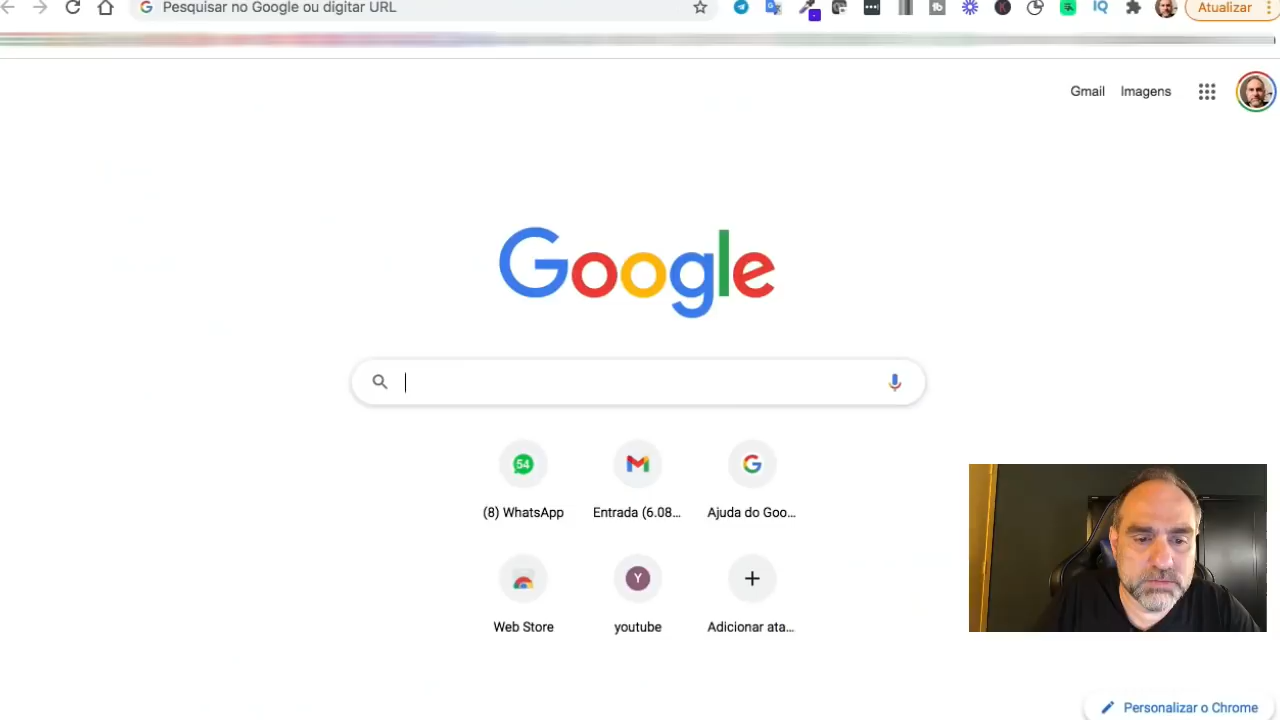 Pesquisar no Google ou digitar URL
IQ
Atualizar
Gmail
Imagens
Google
54
(8) WhatsApp
Entrada (6.08...
Ajuda do Goo...
Y
Web Store
youtube
Adicionar ata...
Personalizar o Chrome